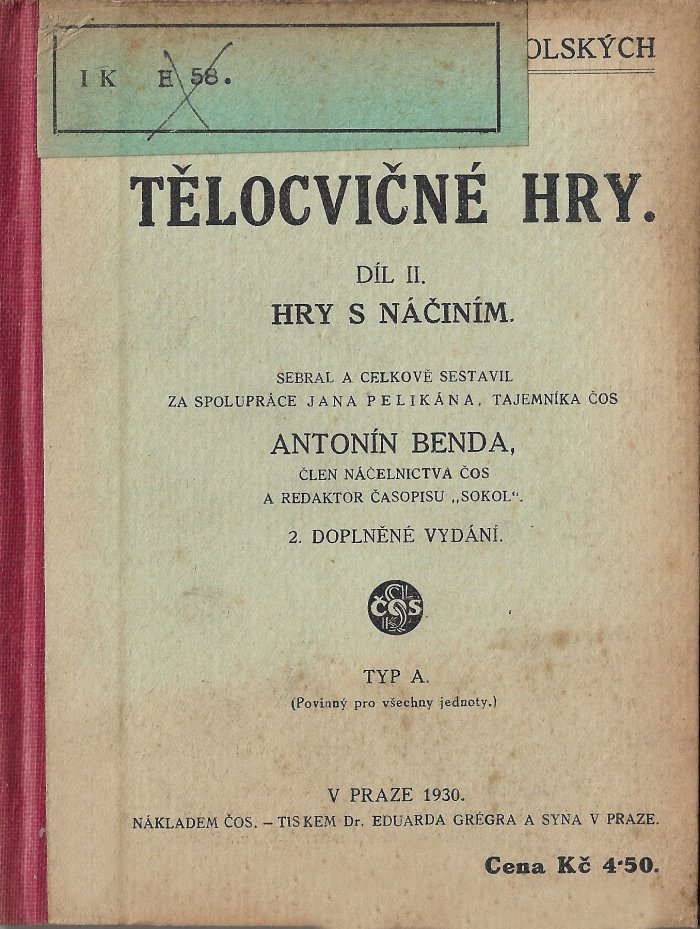 OLSKÝCH
IK E 58.
TĚLOCVIČNÉ HRY.
DÍL II.
HRY S NÁČINÍM.
SEBRAL A CELKOVĚ SESTAVIL
ZA SPOLUPRÁCE JANA PELIKÁNA, TAJEMNÍKA ČOS
ANTONÍN BENDA,
ČLEN NÁČELNICTVA ČOS
A REDAKTOR ČASOPISU „SOKOL“.
2. DOPLNĚNÉ VYDÁNÍ.
ČOS
TYP A.
(Povinný pro všechny jednoty.)
V PRAZE 1930.
NÁKLADEM ČOS. – TISKEM Dr. EDUARDA GRÉGRA A SYNA V PRAZE.
Cena Kč 4·50.